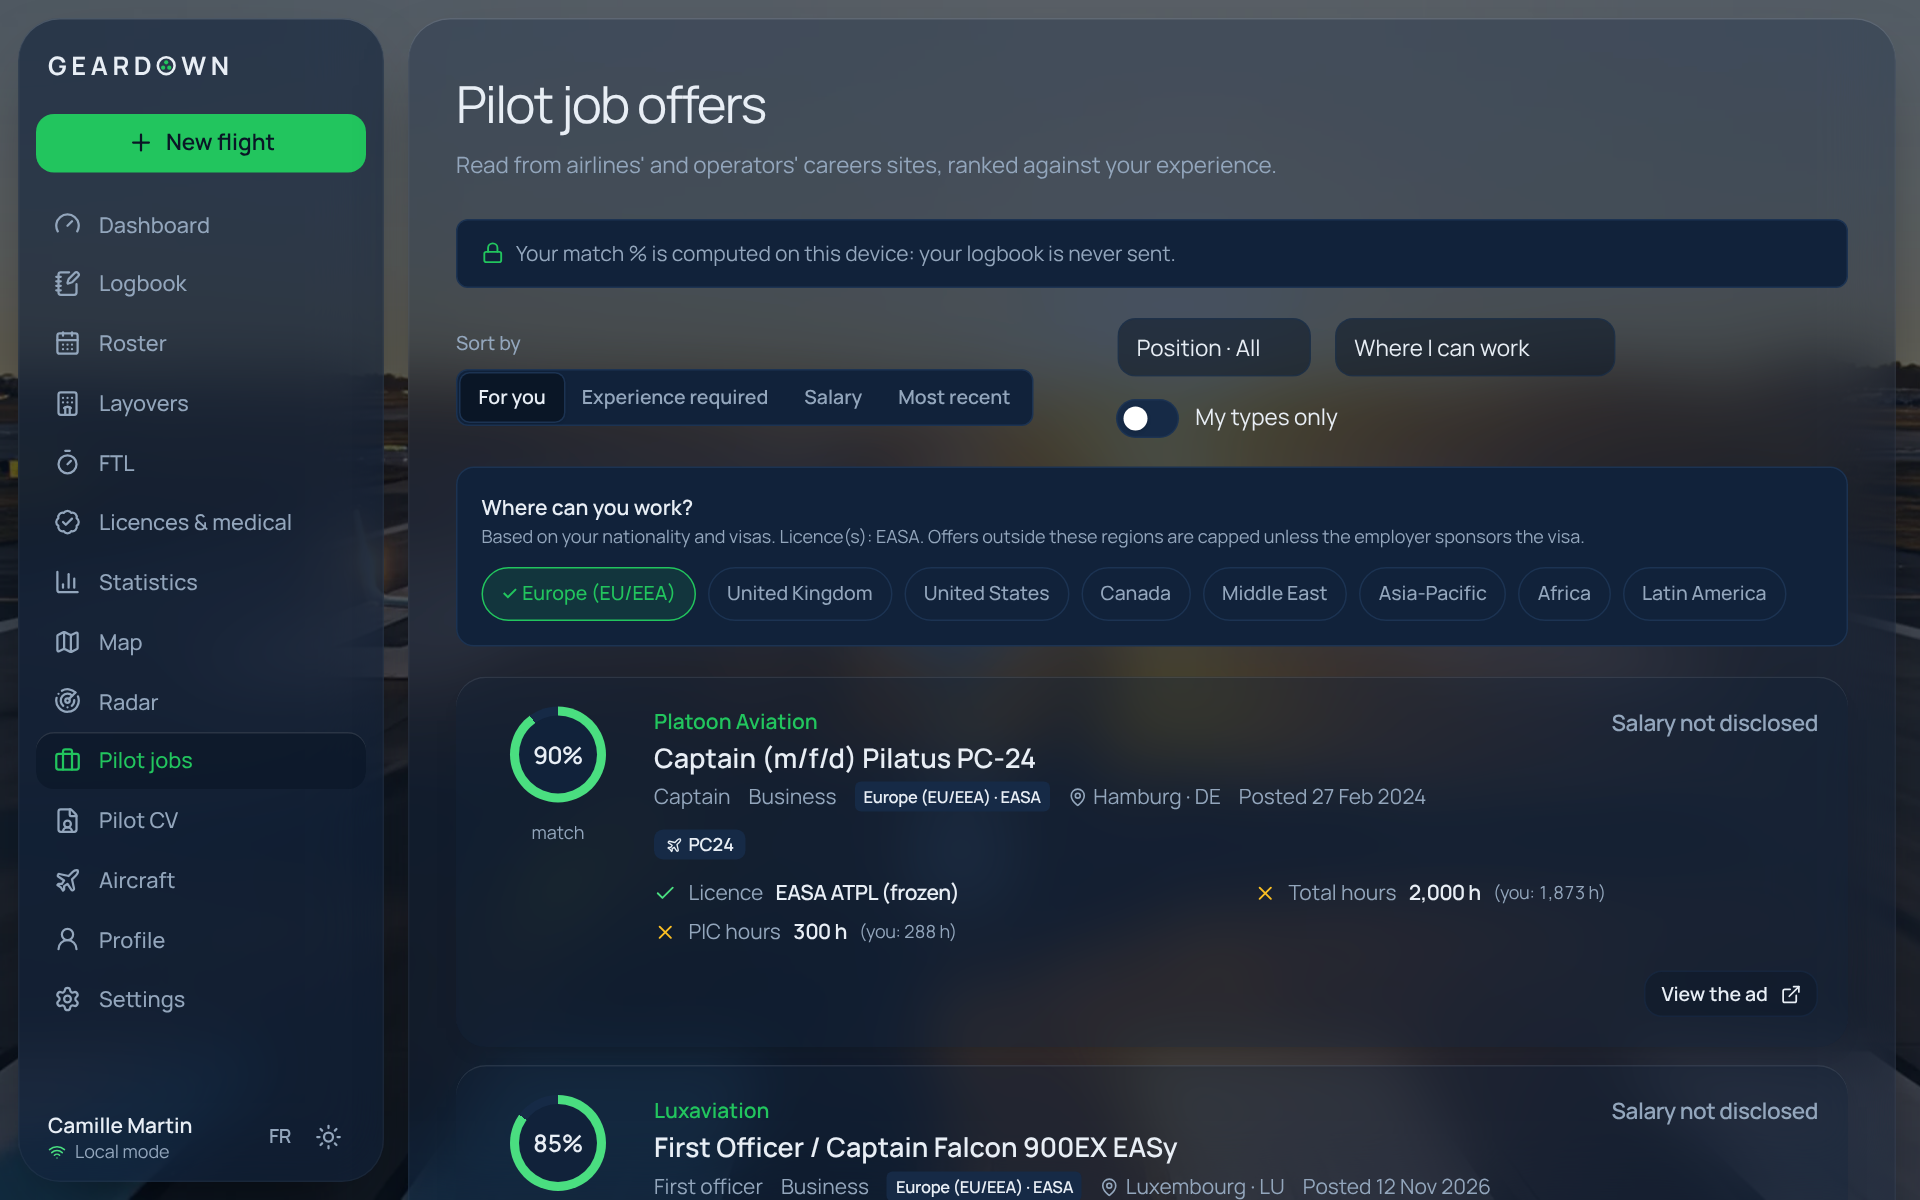 GEARDOWN
New flight
Dashboard
Logbook
Roster
Layovers
FTL
Licences & medical
Statistics
Map
Radar
Pilot jobs
Pilot CV
Aircraft
Profile
Settings
Camille Martin
Local mode
FR
Pilot job offers
Read from airlines' and operators' careers sites, ranked against your experience.
Your match % is computed on this device: your logbook is never sent.
Sort by
For you Experience required Salary Most recent
Position · All
Where I can work
My types only
Where can you work?
Based on your nationality and visas. Licence(s): EASA. Offers outside these regions are capped unless the employer sponsors the visa.
Europe (EU/EEA) United Kingdom United States Canada Middle East Asia-Pacific Africa Latin America
90%
match
Platoon Aviation
Salary not disclosed
Captain (m/f/d) Pilatus PC-24
Captain Business Europe (EU/EEA) · EASA Hamburg · DE Posted 27 Feb 2024
PC24
Licence EASA ATPL (frozen)
Total hours 2,000 h (you: 1,873 h)
PIC hours 300 h (you: 288 h)
View the ad
85%
Luxaviation
Salary not disclosed
First Officer / Captain Falcon 900EX EASy
First officer Business Europe (EU/EEA) · EASA Luxembourg · LU Posted 12 Nov 2026